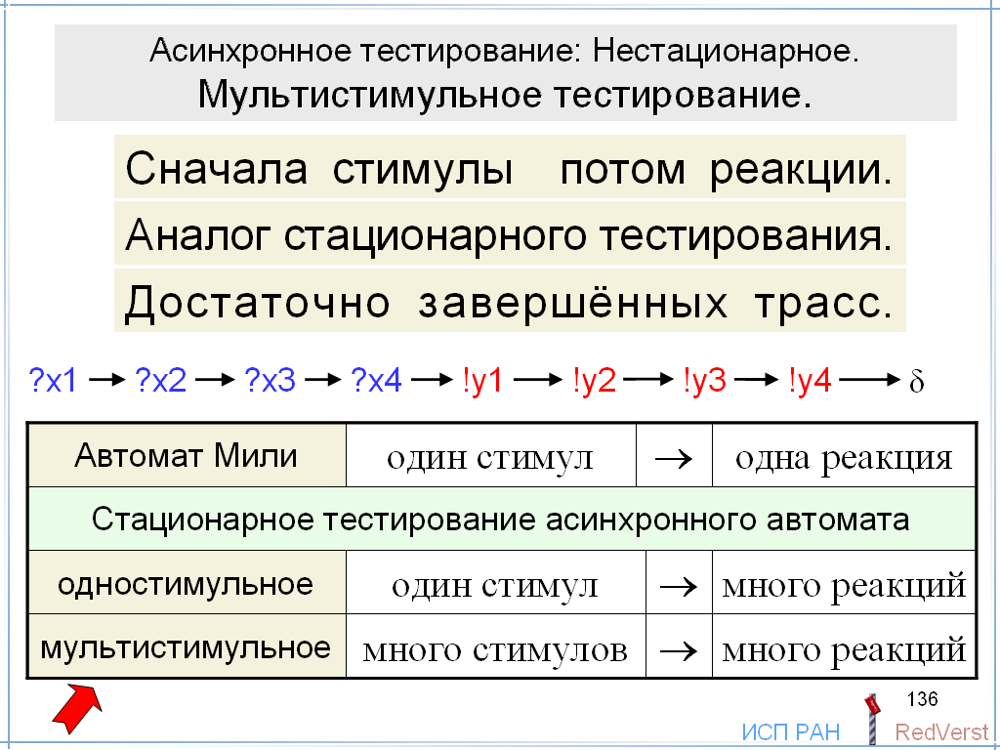 Асинхронное тестирование: Нестационарное.
Мультистимульное тестирование.
Сначала стимулы потом реакции.
Аналог стационарного тестирования.
Достаточно завершённых трасс.
?x1 → ?x2 → ?x3 → ?x4 → !y1 → !y2 → !y3 → !y4 → δ
Автомат Мили один стимул → одна реакция
Стационарное тестирование асинхронного автомата
одностимульное один стимул → много реакций
мультистимульное много стимулов → много реакций
136
ИСП РАН RedVerst